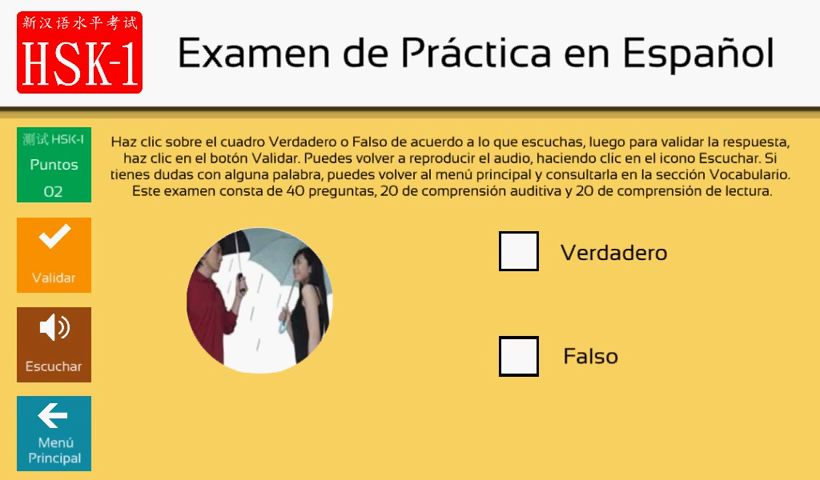 新汉语水平考试
HSK-1
Examen de Práctica en Español
测试 HSK-1
Puntos
02
Haz clic sobre el cuadro Verdadero o Falso de acuerdo a lo que escuchas, luego para validar la respuesta,
haz clic en el botón Validar. Puedes volver a reproducir el audio, haciendo clic en el icono Escuchar. Si
tienes dudas con alguna palabra, puedes volver al menú principal y consultarla en la sección Vocabulario.
Este examen consta de 40 preguntas, 20 de comprensión auditiva y 20 de comprensión de lectura.
Validar
Escuchar
Menú
Principal
Verdadero
Falso